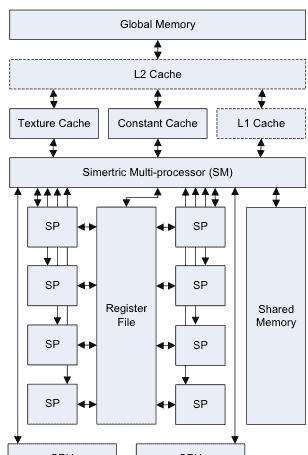 Global Memory
L2 Cache
Texture Cache
Constant Cache
L1 Cache
Simertric Multi-processor (SM)
SP
SP
SP
SP
Register
File
SP
SP
SP
SP
Shared
Memory